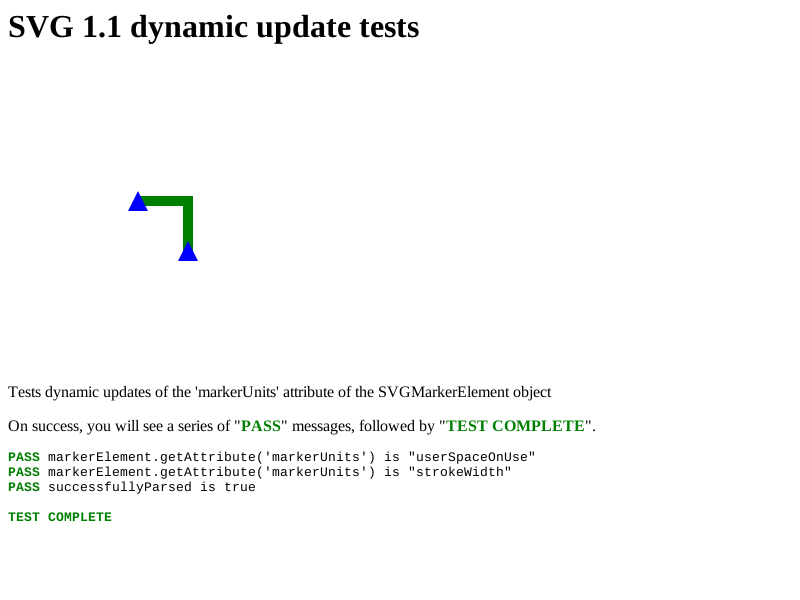 SVG 1.1 dynamic update tests
Tests dynamic updates of the 'markerUnits' attribute of the SVGMarkerElement object
On success, you will see a series of "PASS" messages, followed by "TEST COMPLETE".
PASS markerElement.getAttribute('markerUnits') is "userSpaceOnUse"
PASS markerElement.getAttribute('markerUnits') is "strokeWidth"
PASS successfullyParsed is true
TEST COMPLETE